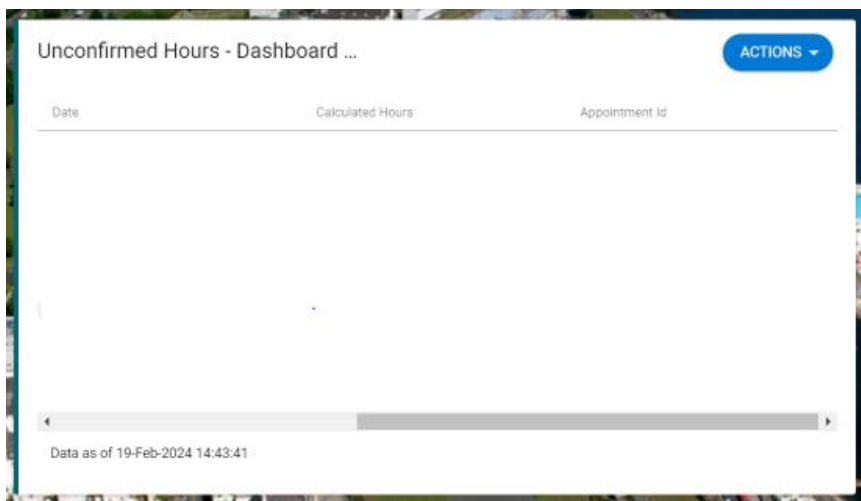 Unconfirmed Hours - Dashboard ...
ACTIONS
Date Calculated Hours Appointment Id
-
Data as of 19-Feb-2024 14:43:41